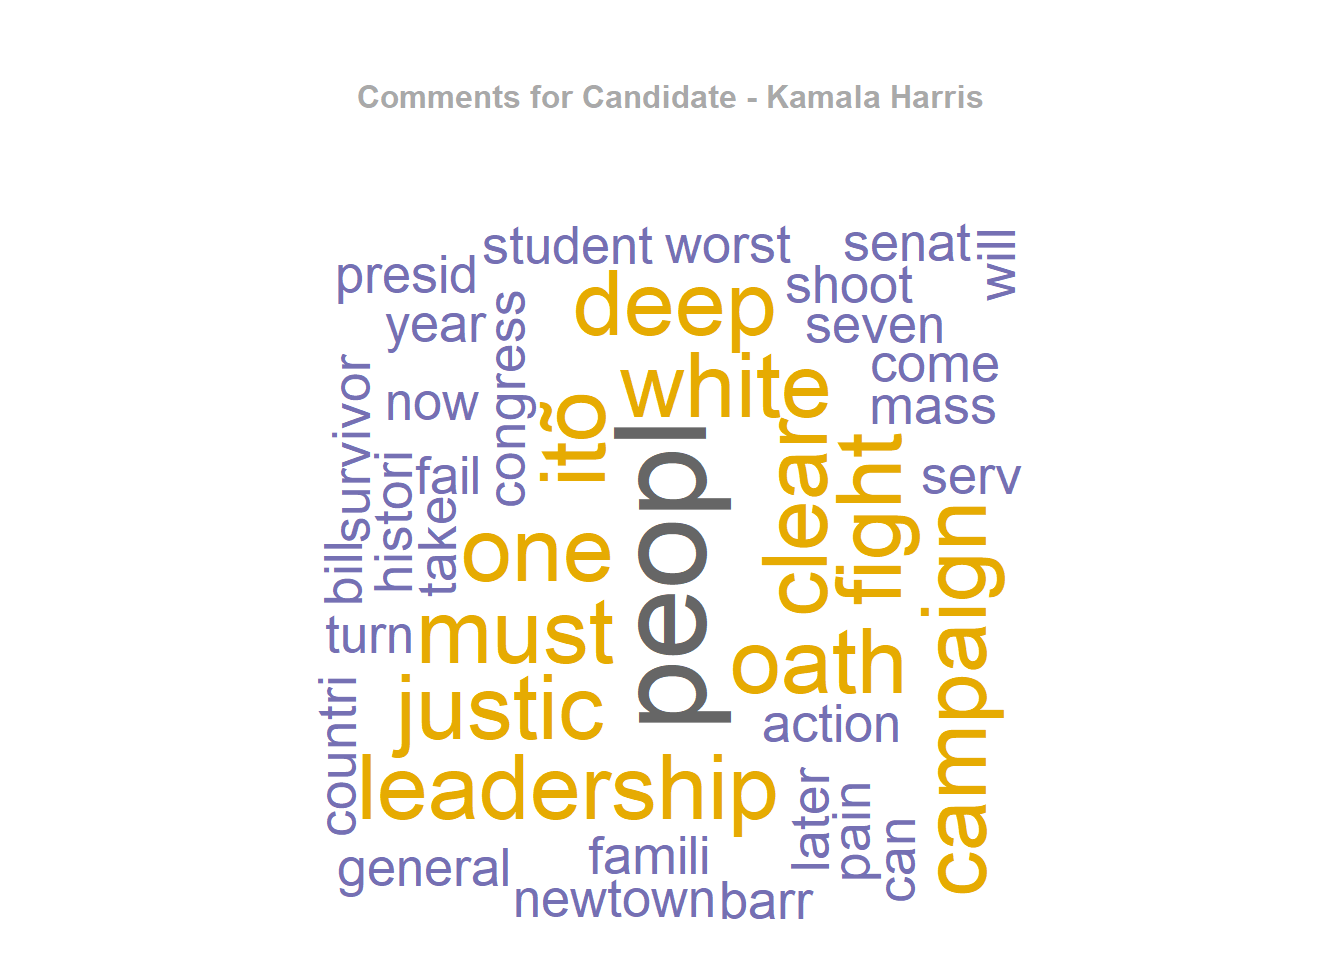 Comments for Candidate - Kamala Harris
student worst senat will
presid deep shoot
year congress seven
white come
survivor now itõ mass
histori fail peopl cleare fight serv
bill take one campaign
turn must oath
justic action
countri leadership later pain can
general famili
newtown barr